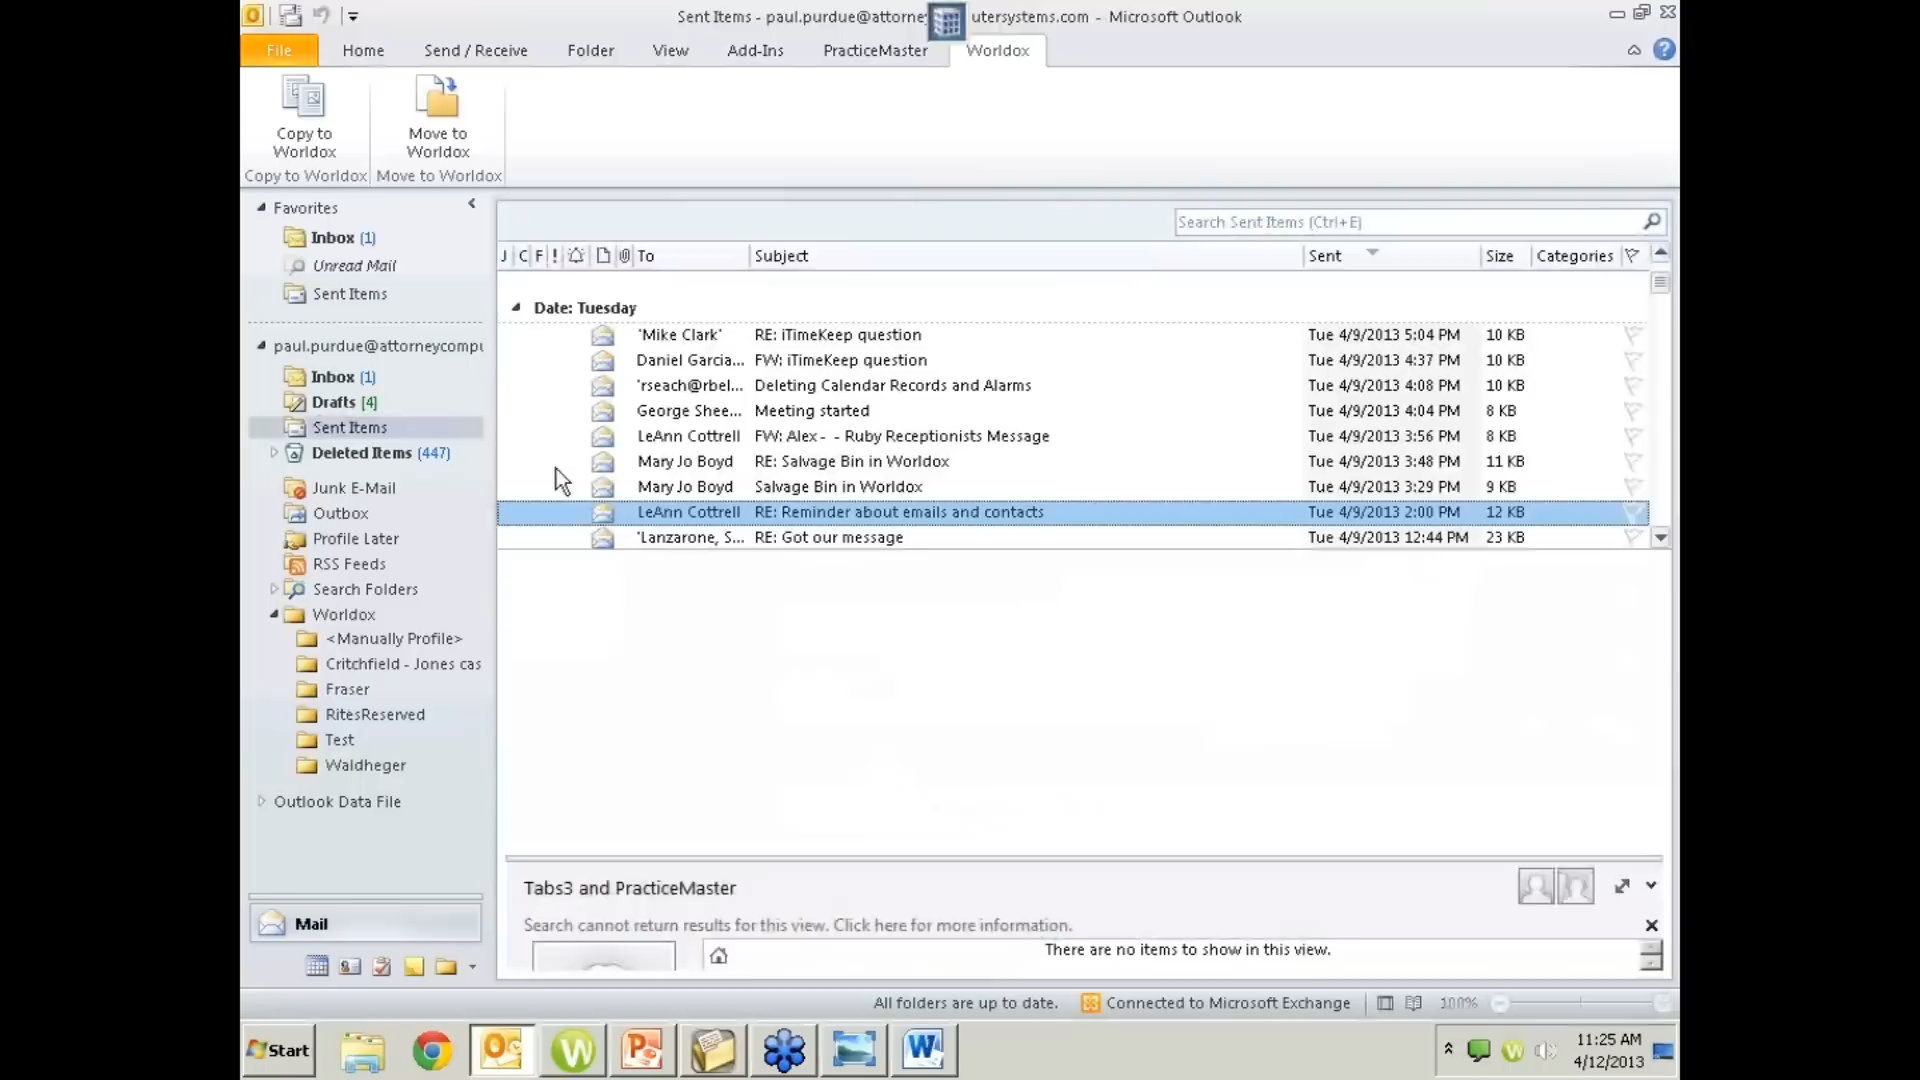 Sent Items - paul.purdue@attorne utersystems.com - Microsoft Outlook
File Home Send / Receive Folder View Add-Ins PracticeMaster Worldox
Copy to Worldox
Move to Worldox
Copy to Worldox Move to Worldox
Favorites
Inbox (1)
Unread Mail
Sent Items
paul.purdue@attorneycompu
Inbox (1)
Drafts [4]
Sent Items
Deleted Items (447)
Junk E-Mail
Outbox
Profile Later
RSS Feeds
Search Folders
Worldox
<Manually Profile>
Critchfield - Jones cas
Fraser
RitesReserved
Test
Waldheger
Outlook Data File
Mail
Search Sent Items (Ctrl+E)
J C F ! To Subject Sent Size Categories
Date: Tuesday
'Mike Clark' RE: iTimeKeep question Tue 4/9/2013 5:04 PM 10 KB
Daniel Garcia... FW: iTimeKeep question Tue 4/9/2013 4:37 PM 10 KB
'rseach@rbel... Deleting Calendar Records and Alarms Tue 4/9/2013 4:08 PM 10 KB
George Shee... Meeting started Tue 4/9/2013 4:04 PM 8 KB
LeAnn Cottrell FW: Alex - - Ruby Receptionists Message Tue 4/9/2013 3:56 PM 8 KB
Mary Jo Boyd RE: Salvage Bin in Worldox Tue 4/9/2013 3:48 PM 11 KB
Mary Jo Boyd Salvage Bin in Worldox Tue 4/9/2013 3:29 PM 9 KB
LeAnn Cottrell RE: Reminder about emails and contacts Tue 4/9/2013 2:00 PM 12 KB
'Lanzarone, S... RE: Got our message Tue 4/9/2013 12:44 PM 23 KB
Tabs3 and PracticeMaster
Search cannot return results for this view. Click here for more information.
There are no items to show in this view.
All folders are up to date. Connected to Microsoft Exchange 100%
Start
11:25 AM
4/12/2013